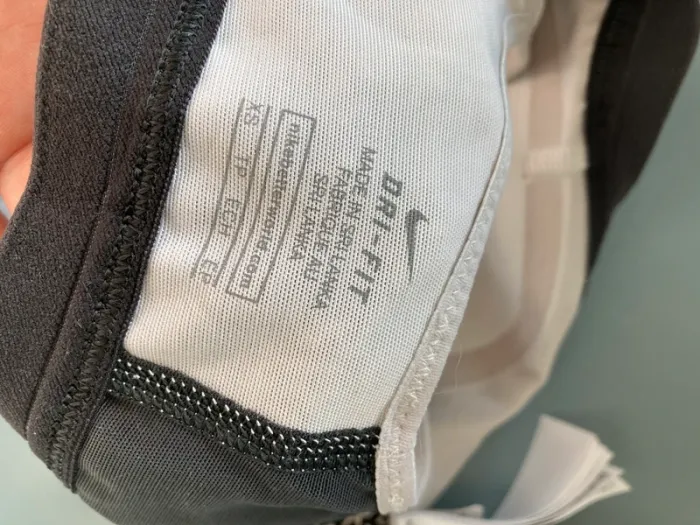 DRI-FIT
MADE IN SRI LANKA
FABRIQUÉ AU
SRI LANKA
nikebetterworld.com
XS TP ECH EP